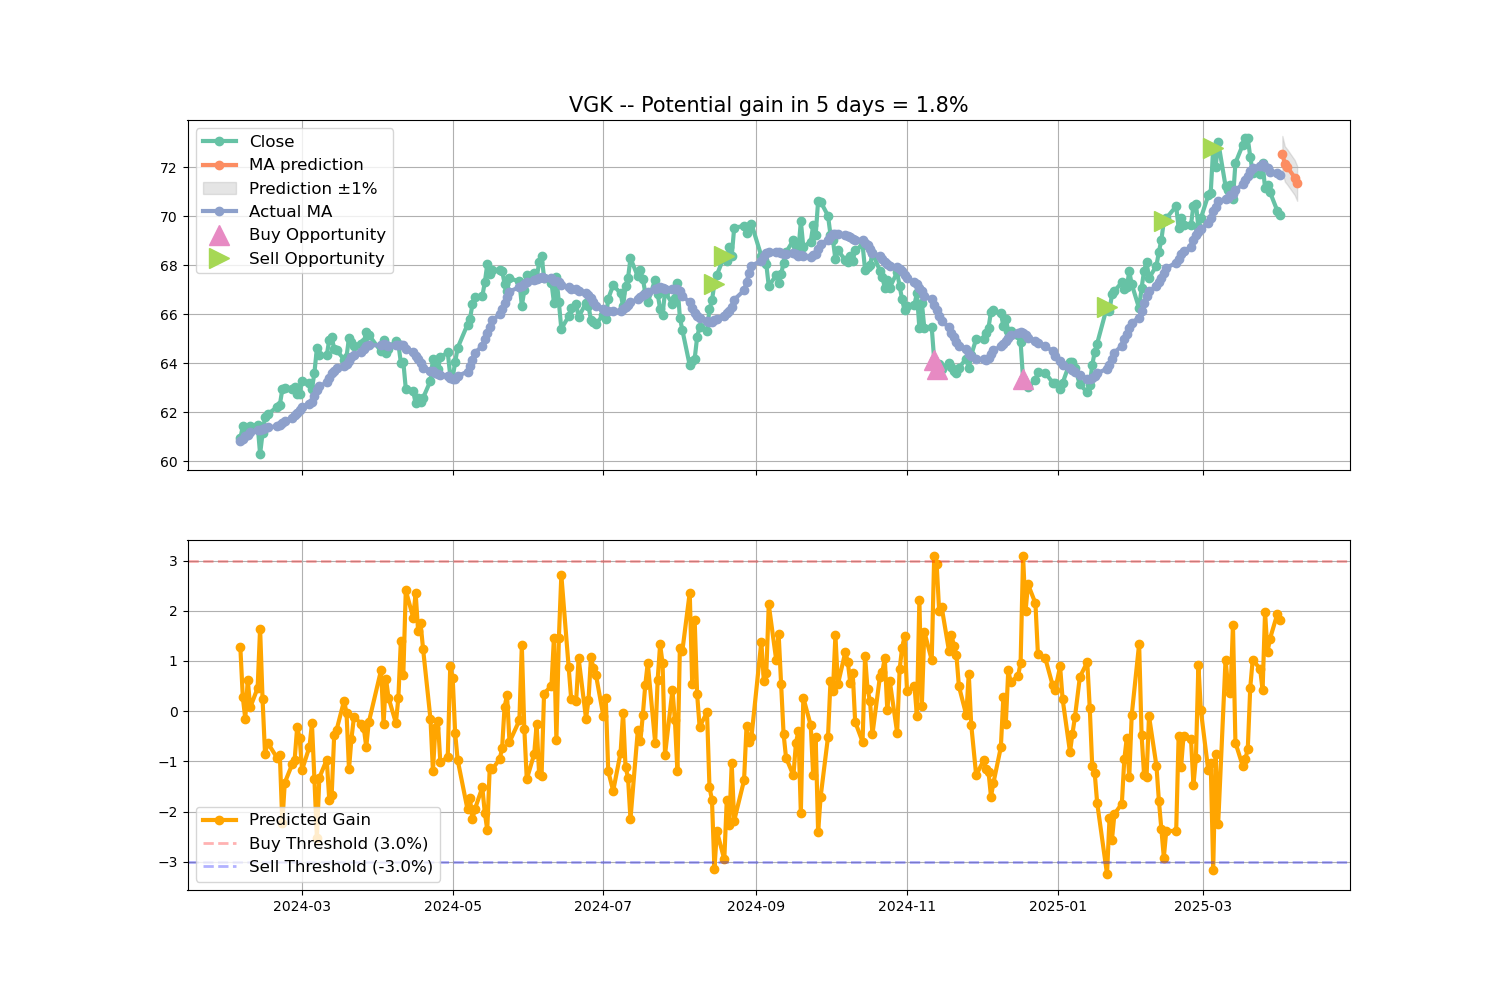 VGK -- Potential gain in 5 days = 1.8%
Close
MA prediction
Prediction ±1%
Actual MA
Buy Opportunity
Sell Opportunity
72
70
68
66
64
62
60
3
2
1
0
−1
−2
−3
Predicted Gain
Buy Threshold (3.0%)
Sell Threshold (-3.0%)
2024-03
2024-05
2024-07
2024-09
2024-11
2025-01
2025-03